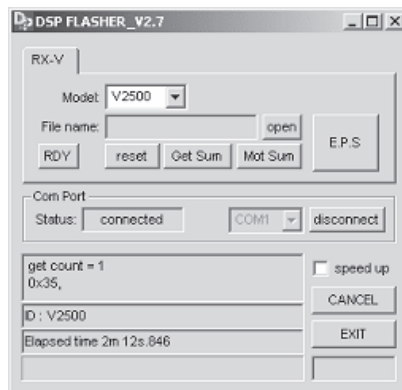 DSP FLASHER_V2.7
RX-V
Model: V2500
File name: open
E.P.S
RDY reset Get Sum Mot Sum
Com Port
Status: connected COM1 disconnect
get count = 1
0x35,
speed up
CANCEL
ID : V2500
EXIT
Elapsed time 2m 12s.846